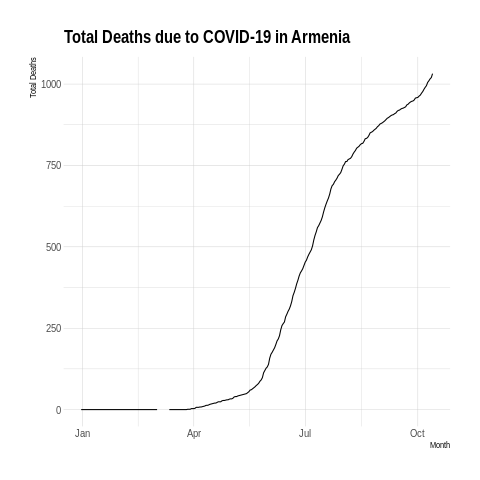 Total Deaths due to COVID-19 in Armenia
Total Deaths
1000
750
500
250
0
Jan Apr Jul Oct
Month